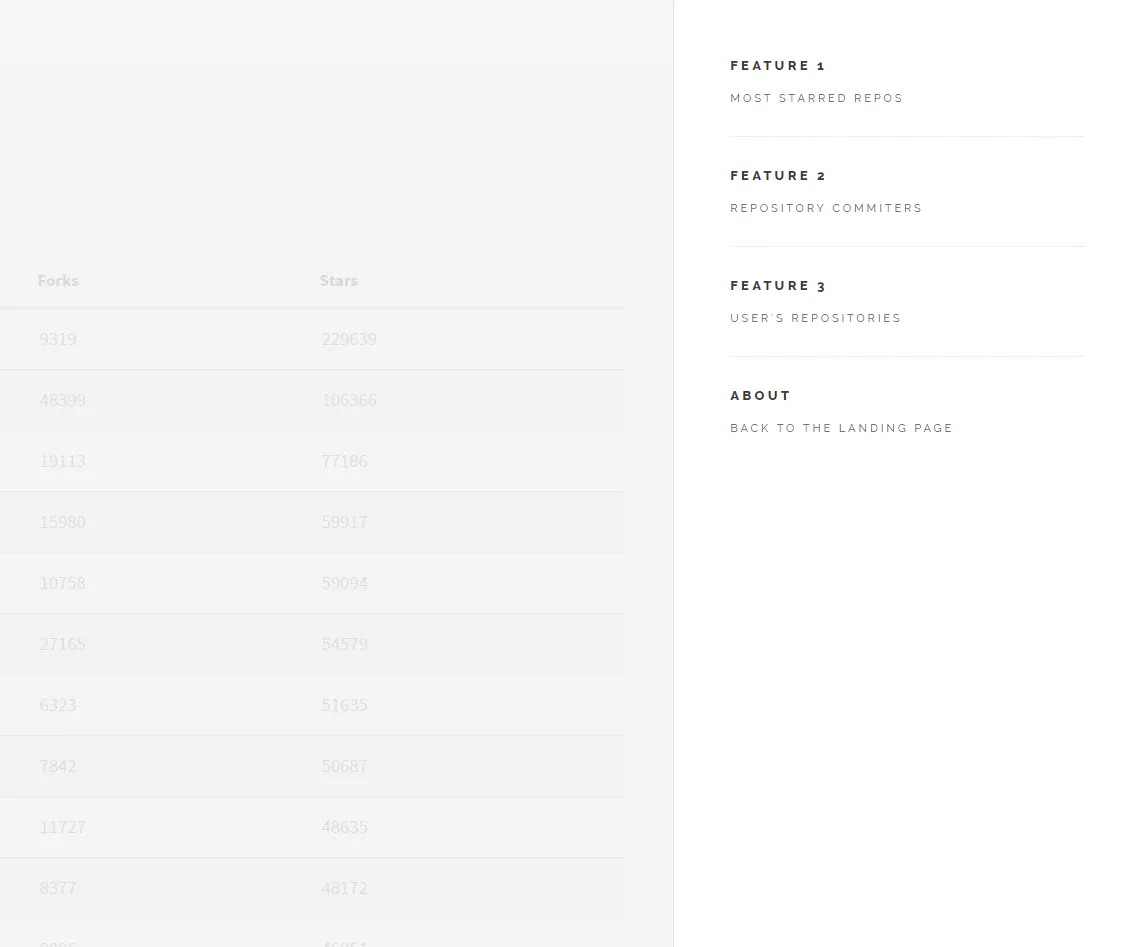 Forks Stars
9319 229639
48399 106366
19113 77186
15980 59917
10758 59094
27165 54579
6323 51635
7842 50687
11727 48635
8377 48172
FEATURE 1
MOST STARRED REPOS
FEATURE 2
REPOSITORY COMMITERS
FEATURE 3
USER'S REPOSITORIES
ABOUT
BACK TO THE LANDING PAGE